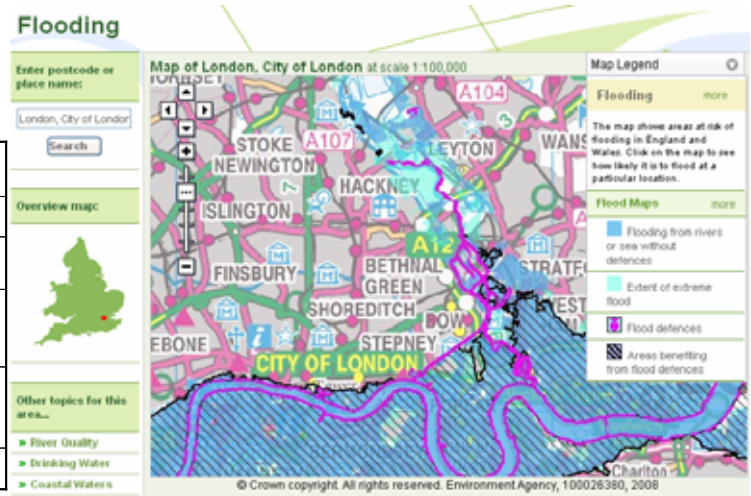 Flooding
Enter postcode or
place name:
London, City of Londor
Search
Overview map:
Other topics for this
area...
» River Quality
» Drinking Water
» Coastal Waters
Map of London, City of London at scale 1:100,000
A104
A107
STOKE
NEWINGTON
LEYTON
WANS
HACKNEY
ISLINGTON
A12
FINSBURY
BETHNAL
GREEN
STRATF
SHOREDITCH
BOW
EBONE
STEPNEY
CITY OF LONDON
Woolwich
Charlton
Map Legend
Flooding more
The map shows areas at risk of
flooding in England and
Wales. Click on the map to see
how likely it is to flood at a
particular location.
Flood Maps more
Flooding from rivers
or sea without
defences
Extent of extreme
flood
Flood defences
Areas benefiting
from flood defences
© Crown copyright. All rights reserved. Environment Agency, 100026380, 2008